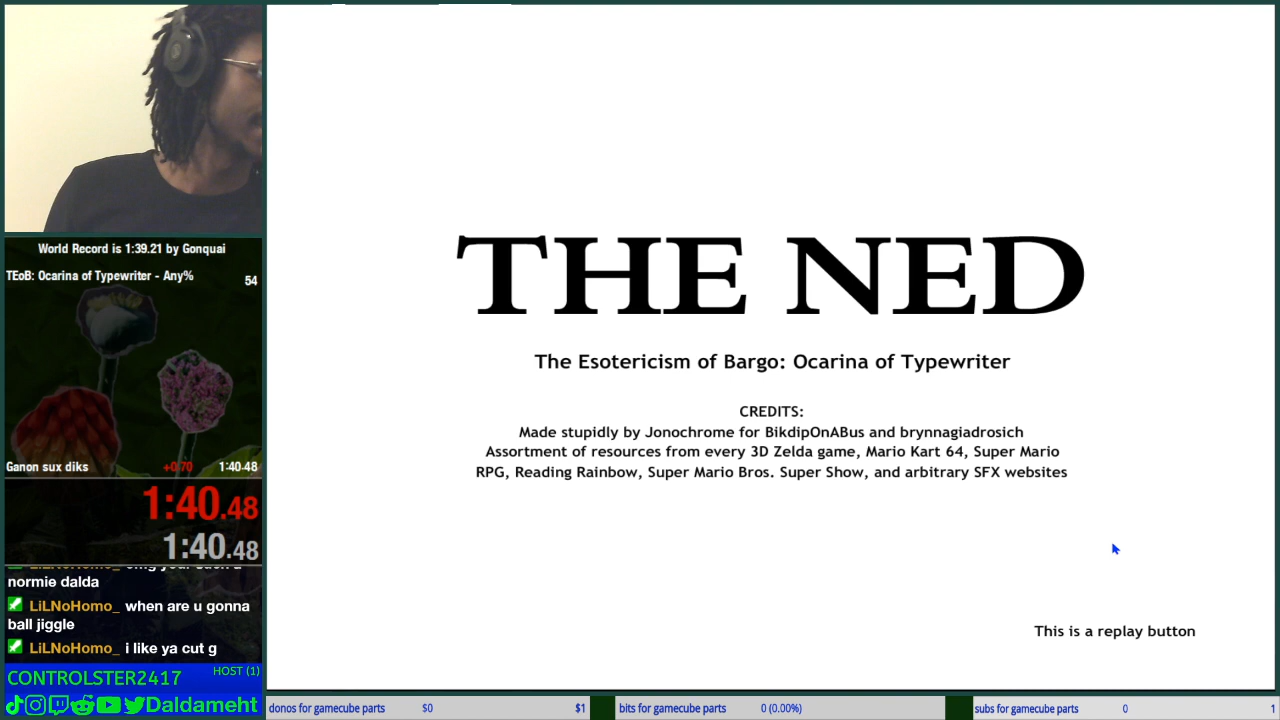 World Record is 1:39.21 by Gonquai
TEoB: Ocarina of Typewriter - Any%
54
Ganon sux diks +0.70 1:40.48
1:40.48
1:40.48
normie dalda
LiLNoHomo_ when are u gonna
ball jiggle
LiLNoHomo_ i like ya cut g
CONTROLSTER2417 HOST (1)
Daldameht
THE NED
The Esotericism of Bargo: Ocarina of Typewriter
CREDITS:
Made stupidly by Jonochrome for BikdipOnABus and brynnagiadrosich
Assortment of resources from every 3D Zelda game, Mario Kart 64, Super Mario
RPG, Reading Rainbow, Super Mario Bros. Super Show, and arbitrary SFX websites
This is a replay button
donos for gamecube parts $0 $1
bits for gamecube parts 0 (0.00%)
subs for gamecube parts 0 1